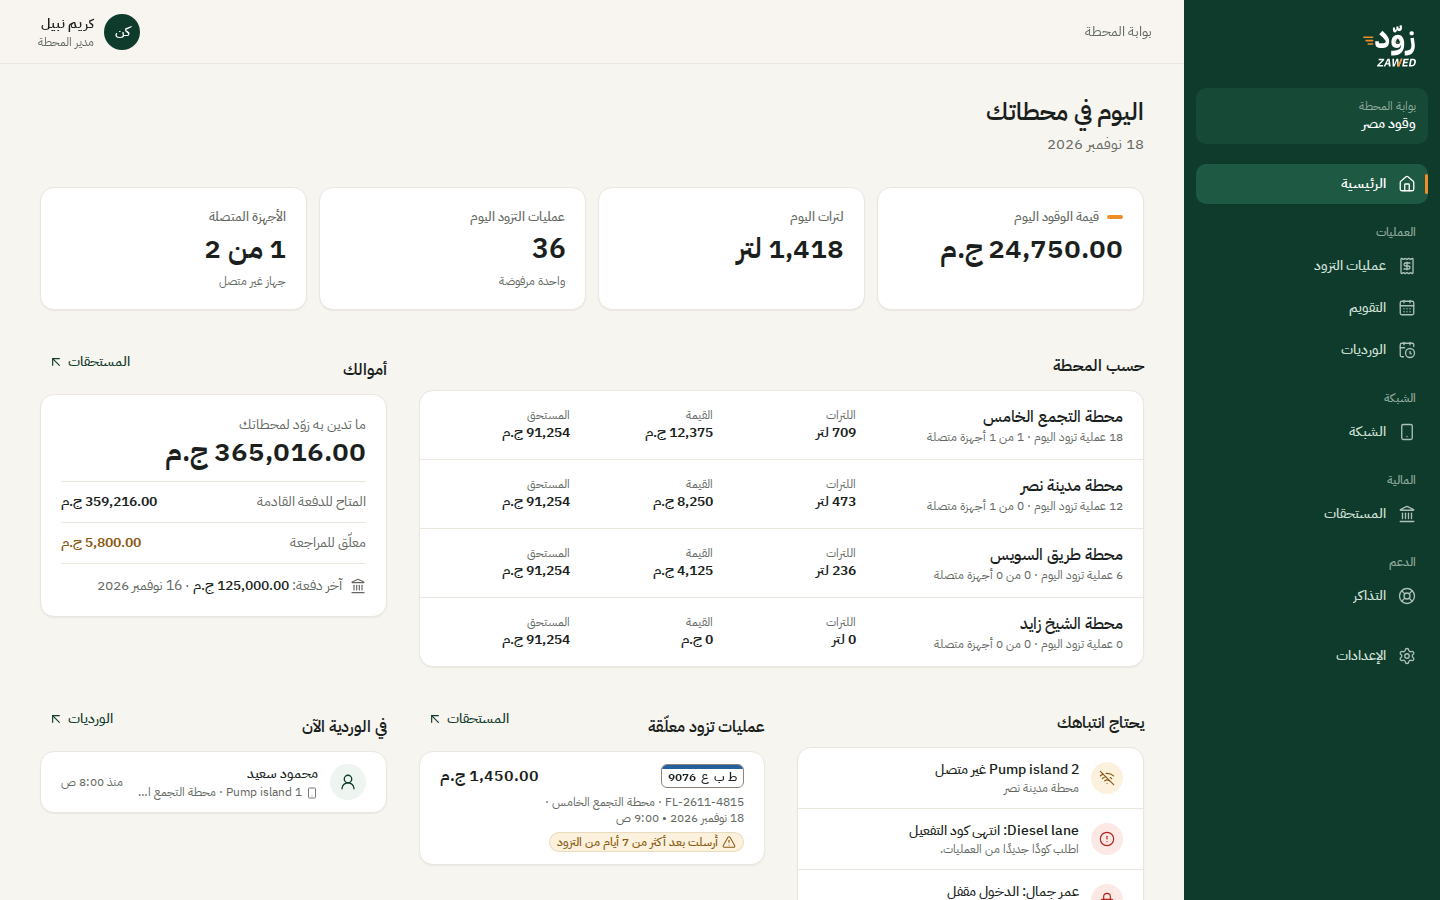 زوّد
ZAWED
بوابة المحطة
وقود مصر
الرئيسية
العمليات
عمليات التزود
التقويم
الورديات
الشبكة
الشبكة
المالية
المستحقات
الدعم
التذاكر
الإعدادات
بوابة المحطة
كن
كريم نبيل
مدير المحطة
اليوم في محطاتك
18 نوفمبر 2026
قيمة الوقود اليوم
24,750.00 ج.م
لترات اليوم
1,418 لتر
عمليات التزود اليوم
36
واحدة مرفوضة
الأجهزة المتصلة
1 من 2
جهاز غير متصل
حسب المحطة
محطة التجمع الخامس
18 عملية تزود اليوم · 1 من 1 أجهزة متصلة
اللترات
709 لتر
القيمة
12,375 ج.م
المستحق
91,254 ج.م
محطة مدينة نصر
12 عملية تزود اليوم · 0 من 1 أجهزة متصلة
اللترات
473 لتر
القيمة
8,250 ج.م
المستحق
91,254 ج.م
محطة طريق السويس
6 عملية تزود اليوم · 0 من 0 أجهزة متصلة
اللترات
236 لتر
القيمة
4,125 ج.م
المستحق
91,254 ج.م
محطة الشيخ زايد
0 عملية تزود اليوم · 0 من 0 أجهزة متصلة
اللترات
0 لتر
القيمة
0 ج.م
المستحق
91,254 ج.م
أموالك
المستحقات
ما تدين به زوّد لمحطاتك
365,016.00 ج.م
المتاح للدفعة القادمة
359,216.00 ج.م
معلّق للمراجعة
5,800.00 ج.م
آخر دفعة: 125,000.00 ج.م · 16 نوفمبر 2026
يحتاج انتباهك
Pump island 2 غير متصل
محطة مدينة نصر
Diesel lane: انتهى كود التفعيل
اطلب كودًا جديدًا من العمليات.
عمر جمال: الدخول مقفل
عمليات تزود معلّقة
المستحقات
ط ب ع 9076
1,450.00 ج.م
FL-2611-4815 · محطة التجمع الخامس ·
18 نوفمبر 2026 • 9:00 ص
أرسلت بعد أكثر من 7 أيام من التزود
في الوردية الآن
الورديات
محمود سعيد
Pump island 1 · محطة التجمع ا...
منذ 8:00 ص